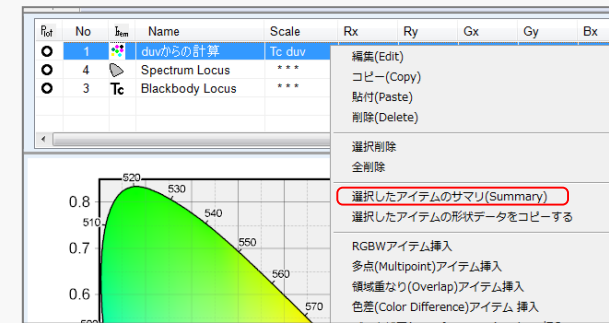 Plot No Item Name Scale Rx Ry Gx Gy Bx
1 duvからの計算 Tc duv
4 Spectrum Locus ***
3 Tc Blackbody Locus ***
編集(Edit)
コピー(Copy)
貼付(Paste)
削除(Delete)
選択削除
全削除
選択したアイテムのサマリ(Summary)
選択したアイテムの形状データをコピーする
RGBWアイテム挿入
多点(Multipoint)アイテム挿入
領域重なり(Overlap)アイテム挿入
色差(Color Difference)アイテム 挿入
520
530
0.8
510
540
0.7
550
560
0.6
570
500